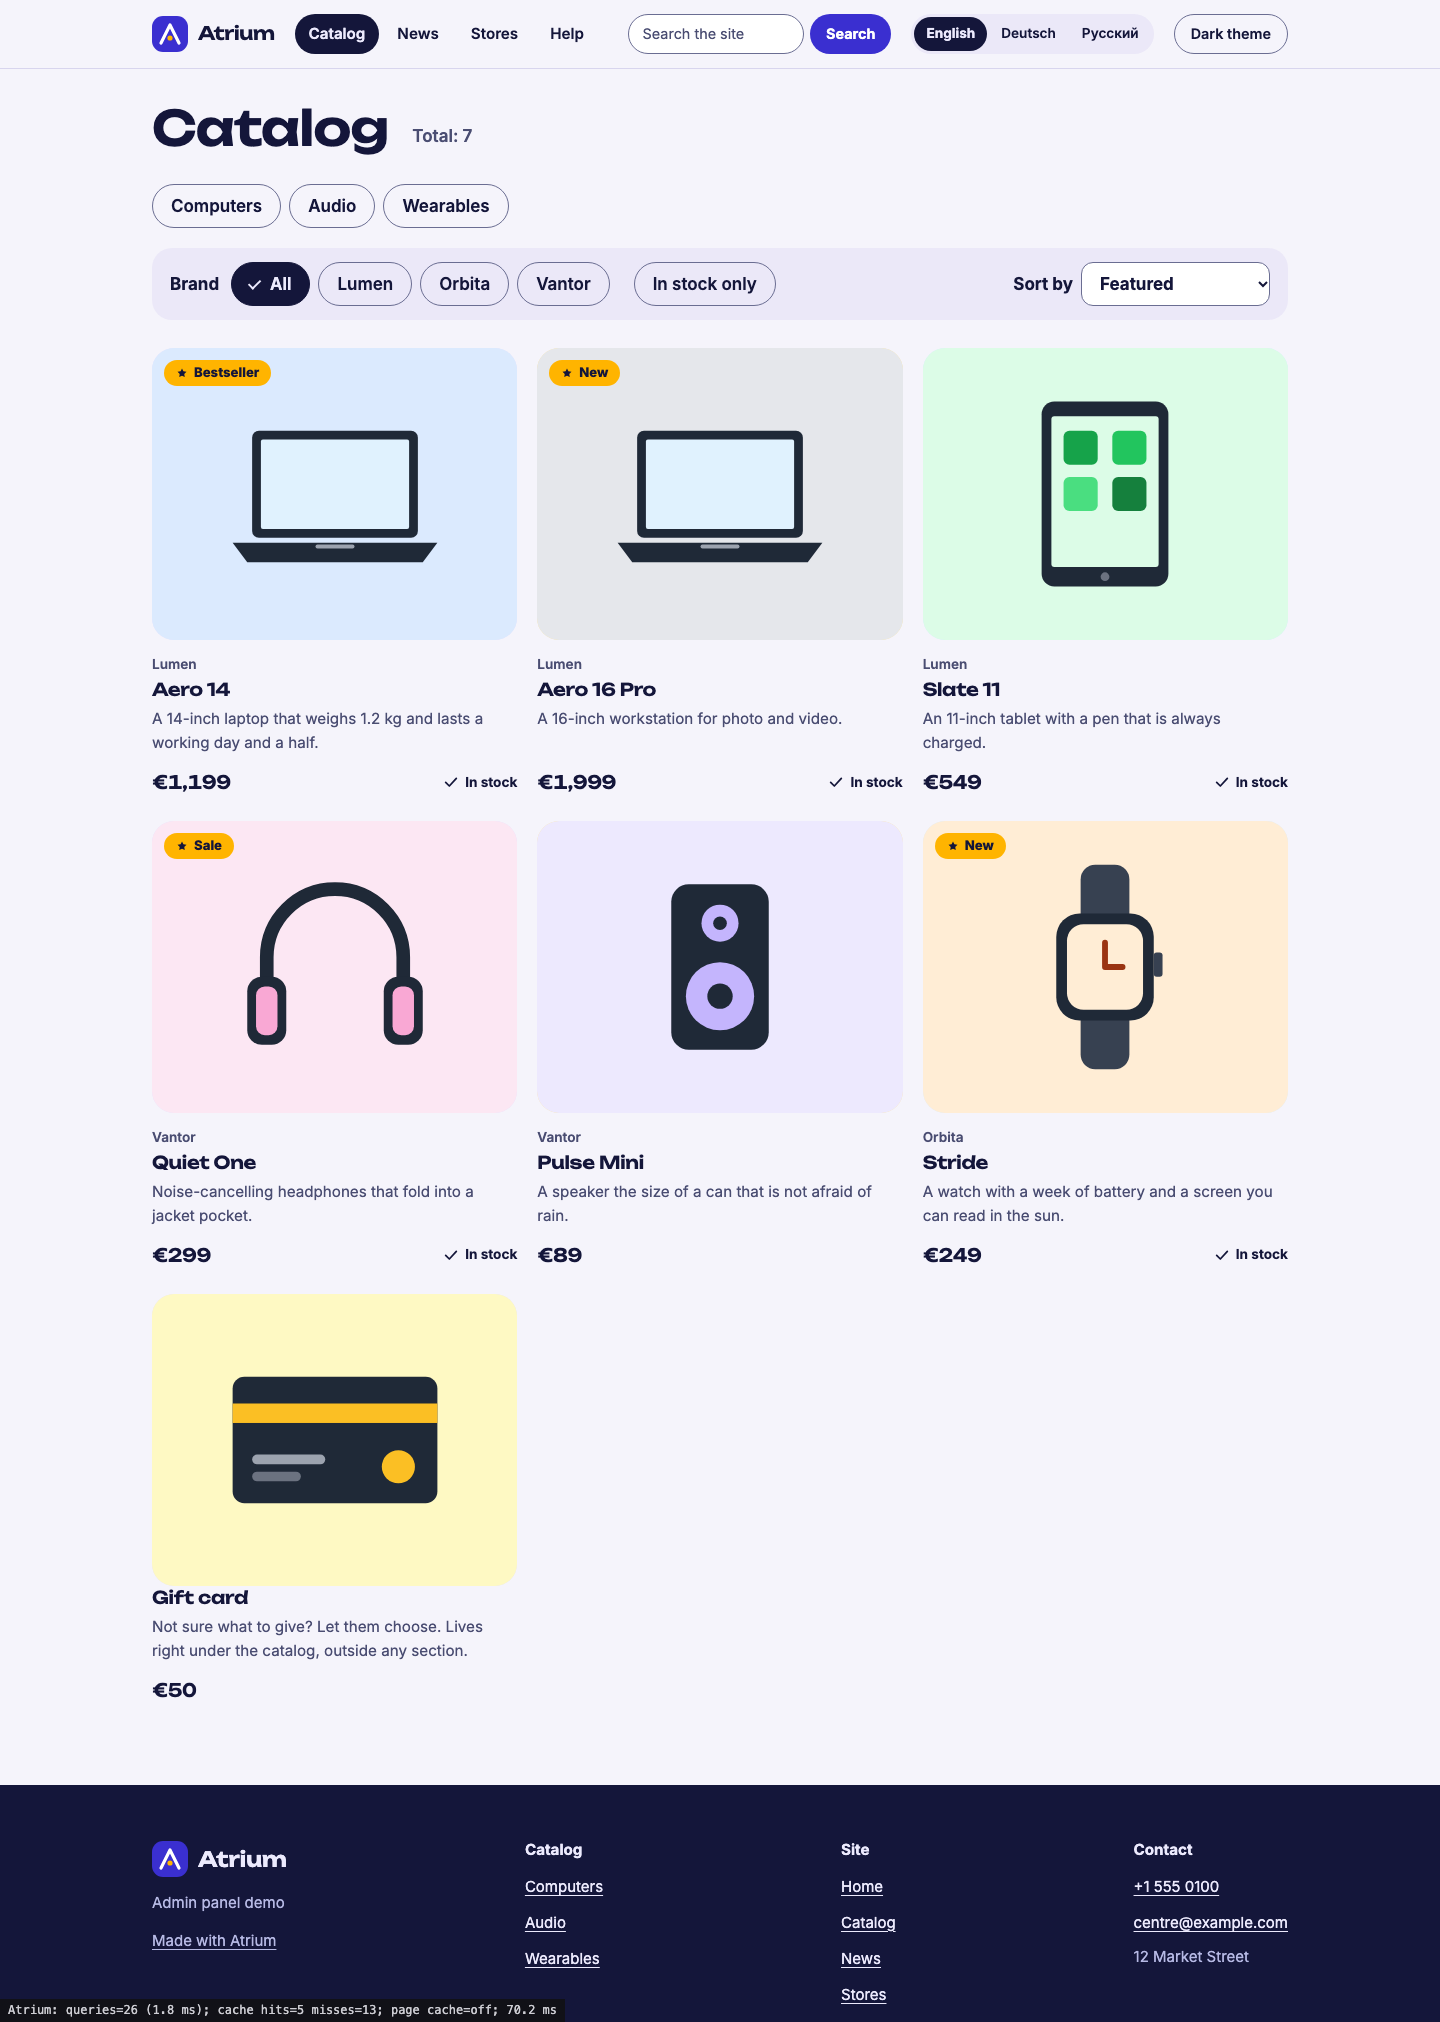 Atrium
Catalog
News
Stores
Help
Search the site
Search
English
Deutsch
Русский
Dark theme
Catalog
Total: 7
Computers
Audio
Wearables
Brand
All
Lumen
Orbita
Vantor
In stock only
Sort by
Featured
Bestseller
Lumen
Aero 14
A 14-inch laptop that weighs 1.2 kg and lasts a
working day and a half.
€1,199
In stock
New
Lumen
Aero 16 Pro
A 16-inch workstation for photo and video.
€1,999
In stock
Lumen
Slate 11
An 11-inch tablet with a pen that is always
charged.
€549
In stock
Sale
Vantor
Quiet One
Noise-cancelling headphones that fold into a
jacket pocket.
€299
In stock
Vantor
Pulse Mini
A speaker the size of a can that is not afraid of
rain.
€89
New
Orbita
Stride
A watch with a week of battery and a screen you
can read in the sun.
€249
In stock
Gift card
Not sure what to give? Let them choose. Lives
right under the catalog, outside any section.
€50
Atrium
Admin panel demo
Made with Atrium
Catalog
Computers
Audio
Wearables
Site
Home
Catalog
News
Stores
Contact
+1 555 0100
centre@example.com
12 Market Street
Atrium: queries=26 (1.8 ms); cache hits=5 misses=13; page cache=off; 70.2 ms